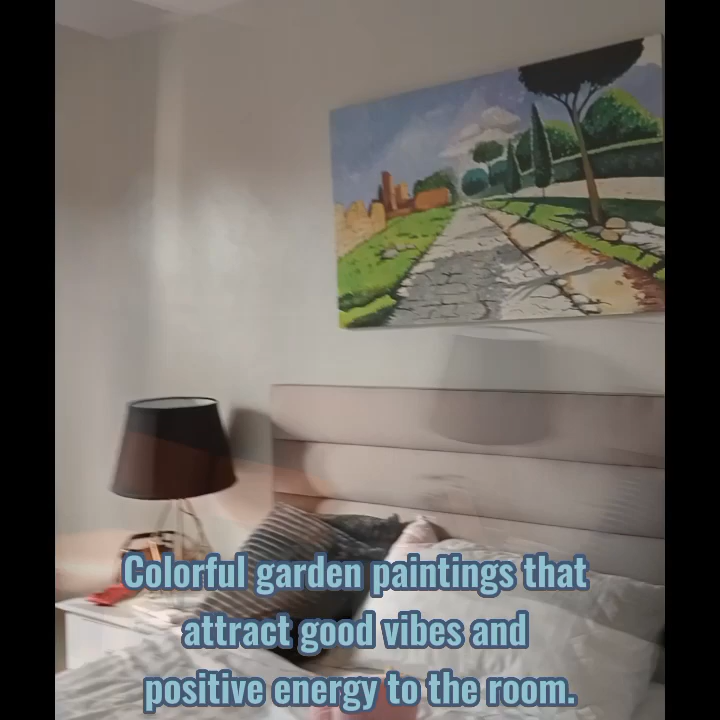 Colorful garden paintings that
attract good vibes and
positive energy to the room.